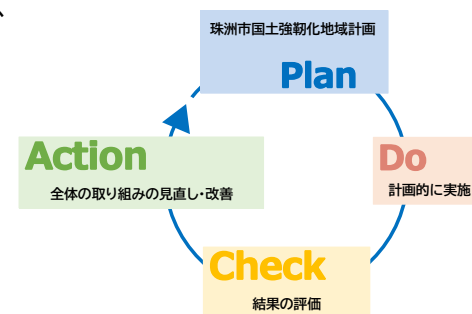 珠洲市国土強靭化地域計画
Plan
Do
計画的に実施
Check
結果の評価
Action
全体の取り組みの見直し・改善